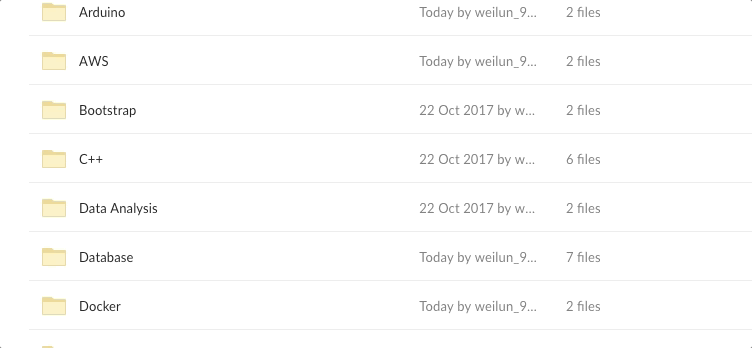 Arduino Today by weilun_9... 2 files
AWS Today by weilun_9... 2 files
Bootstrap 22 Oct 2017 by w... 2 files
C++ 22 Oct 2017 by w... 6 files
Data Analysis 22 Oct 2017 by w... 2 files
Database Today by weilun_9... 7 files
Docker Today by weilun_9... 2 files